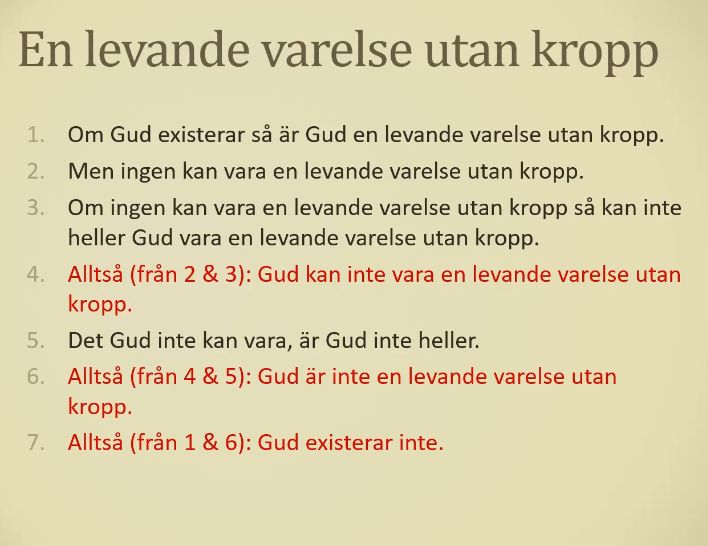 En levande varelse utan kropp
1. Om Gud existerar så är Gud en levande varelse utan kropp.
2. Men ingen kan vara en levande varelse utan kropp.
3. Om ingen kan vara en levande varelse utan kropp så kan inte
heller Gud vara en levande varelse utan kropp.
4. Alltså (från 2 & 3): Gud kan inte vara en levande varelse utan
kropp.
5. Det Gud inte kan vara, är Gud inte heller.
6. Alltså (från 4 & 5): Gud är inte en levande varelse utan
kropp.
7. Alltså (från 1 & 6): Gud existerar inte.